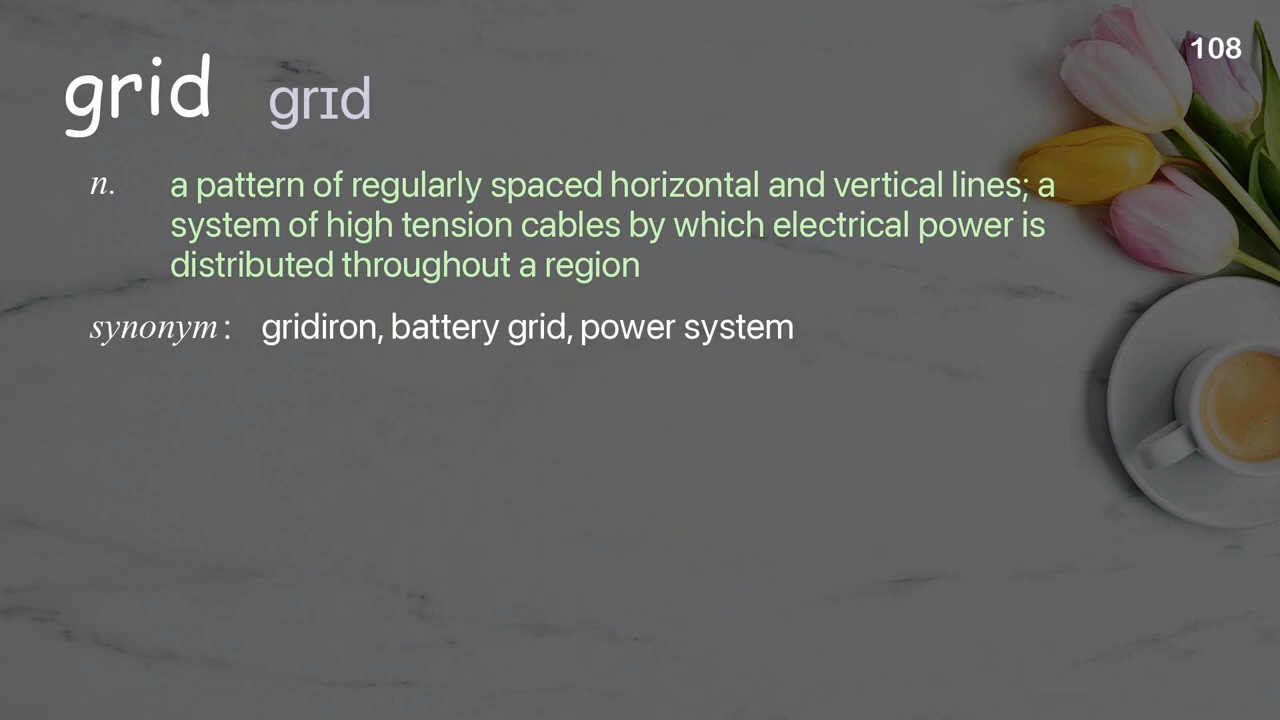 108
grid grɪd
n. a pattern of regularly spaced horizontal and vertical lines; a
system of high tension cables by which electrical power is
distributed throughout a region
synonym : gridiron, battery grid, power system